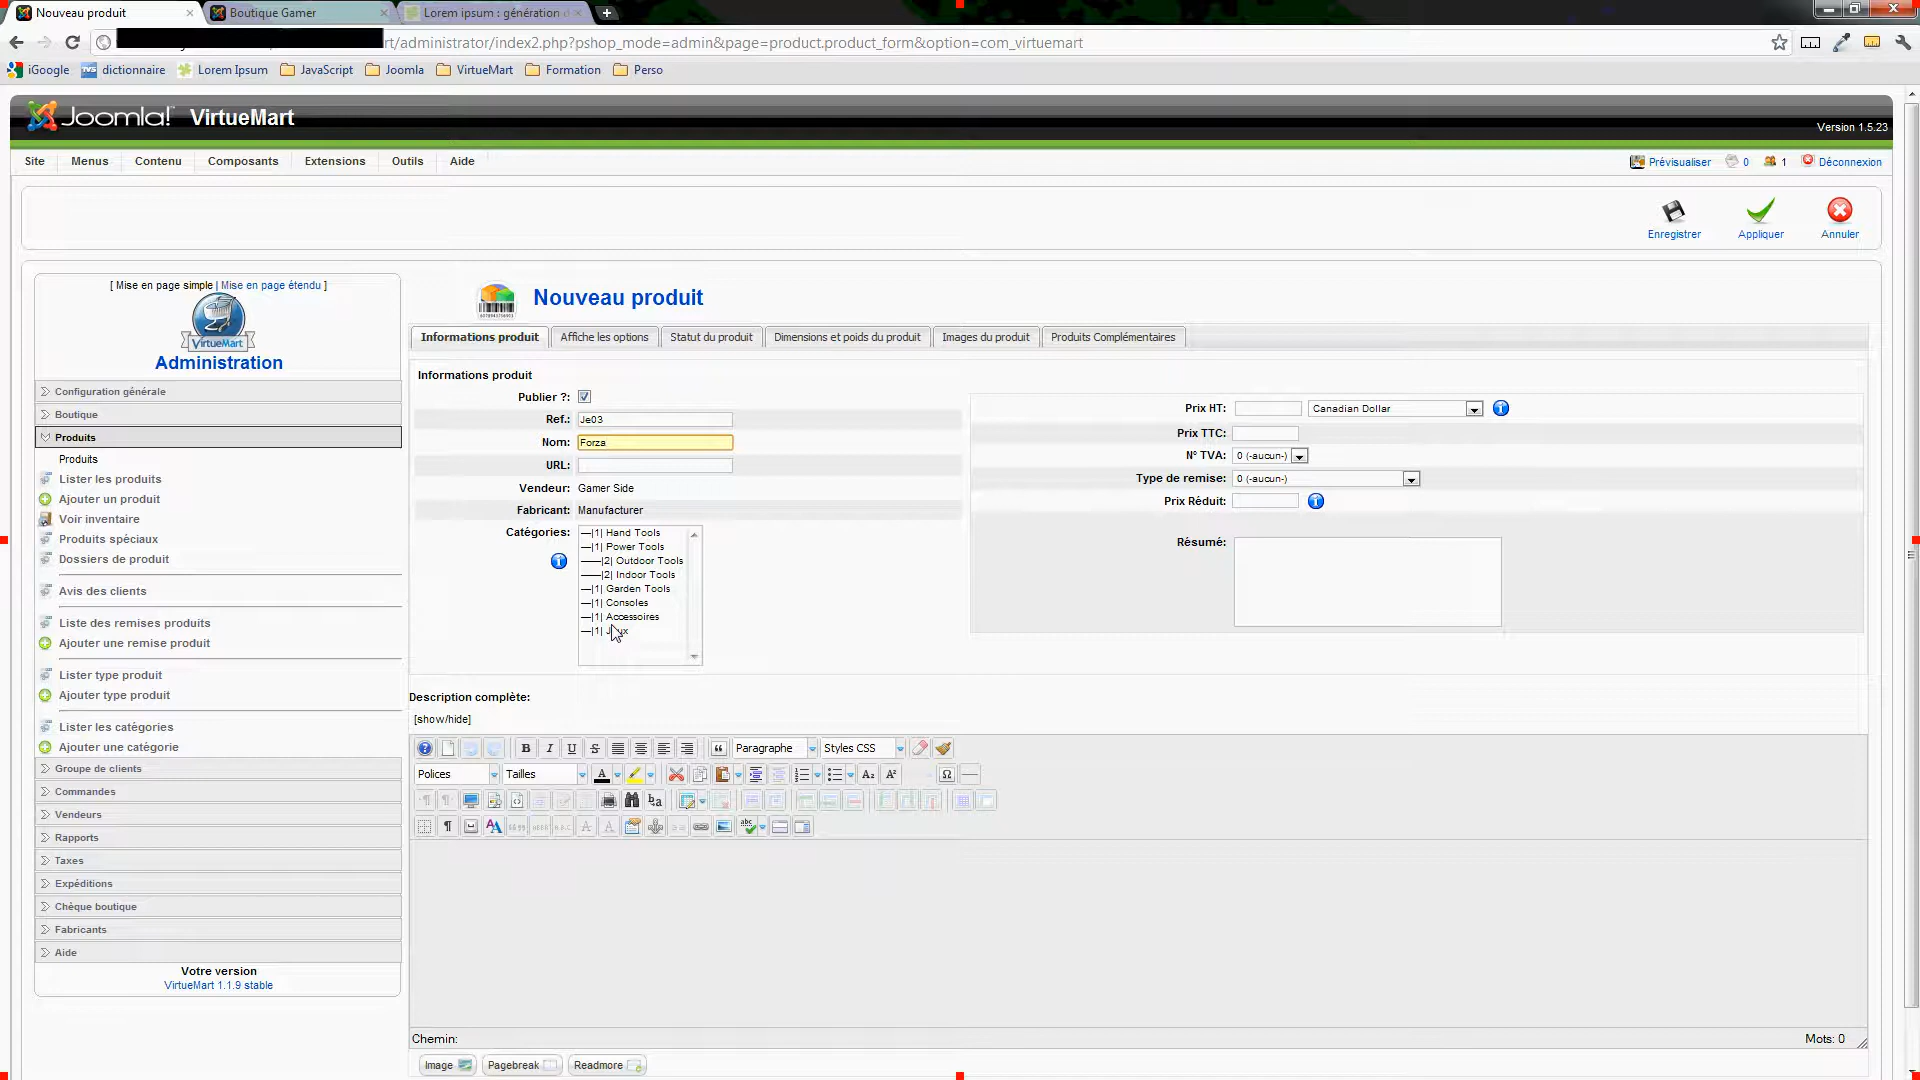 Nouveau produit
Boutique Gamer
Lorem ipsum : génération d
rt/administrator/index2.php?pshop_mode=admin&page=product.product_form&option=com_virtuemart
iGoogle dictionnaire Lorem Ipsum JavaScript Joomla VirtueMart Formation Perso
Joomla! VirtueMart
Version 1.5.23
Site Menus Contenu Composants Extensions Outils Aide
Prévisualiser 0 1 Déconnexion
Enregistrer Appliquer Annuler
[ Mise en page simple | Mise en page étendu ]
VirtueMart
Administration
Configuration générale
Boutique
Produits
Produits
Lister les produits
Ajouter un produit
Voir inventaire
Produits spéciaux
Dossiers de produit
Avis des clients
Liste des remises produits
Ajouter une remise produit
Lister type produit
Ajouter type produit
Lister les catégories
Ajouter une catégorie
Groupe de clients
Commandes
Vendeurs
Rapports
Taxes
Expéditions
Chèque boutique
Fabricants
Aide
Votre version
VirtueMart 1.1.9 stable
Nouveau produit
Informations produit Affiche les options Statut du produit Dimensions et poids du produit Images du produit Produits Complémentaires
Informations produit
Publier ?:
Ref.: Je03
Nom: Forza
URL:
Vendeur: Gamer Side
Fabricant: Manufacturer
Catégories:
—|1| Hand Tools
—|1| Power Tools
——|2| Outdoor Tools
——|2| Indoor Tools
—|1| Garden Tools
—|1| Consoles
—|1| Accessoires
—|1| Jeux
Prix HT: Canadian Dollar
Prix TTC:
N° TVA: 0 (-aucun-)
Type de remise: 0 (-aucun-)
Prix Réduit:
Résumé:
Description complète:
[show/hide]
Paragraphe Styles CSS
Polices Tailles
Chemin:
Mots: 0
Image Pagebreak Readmore